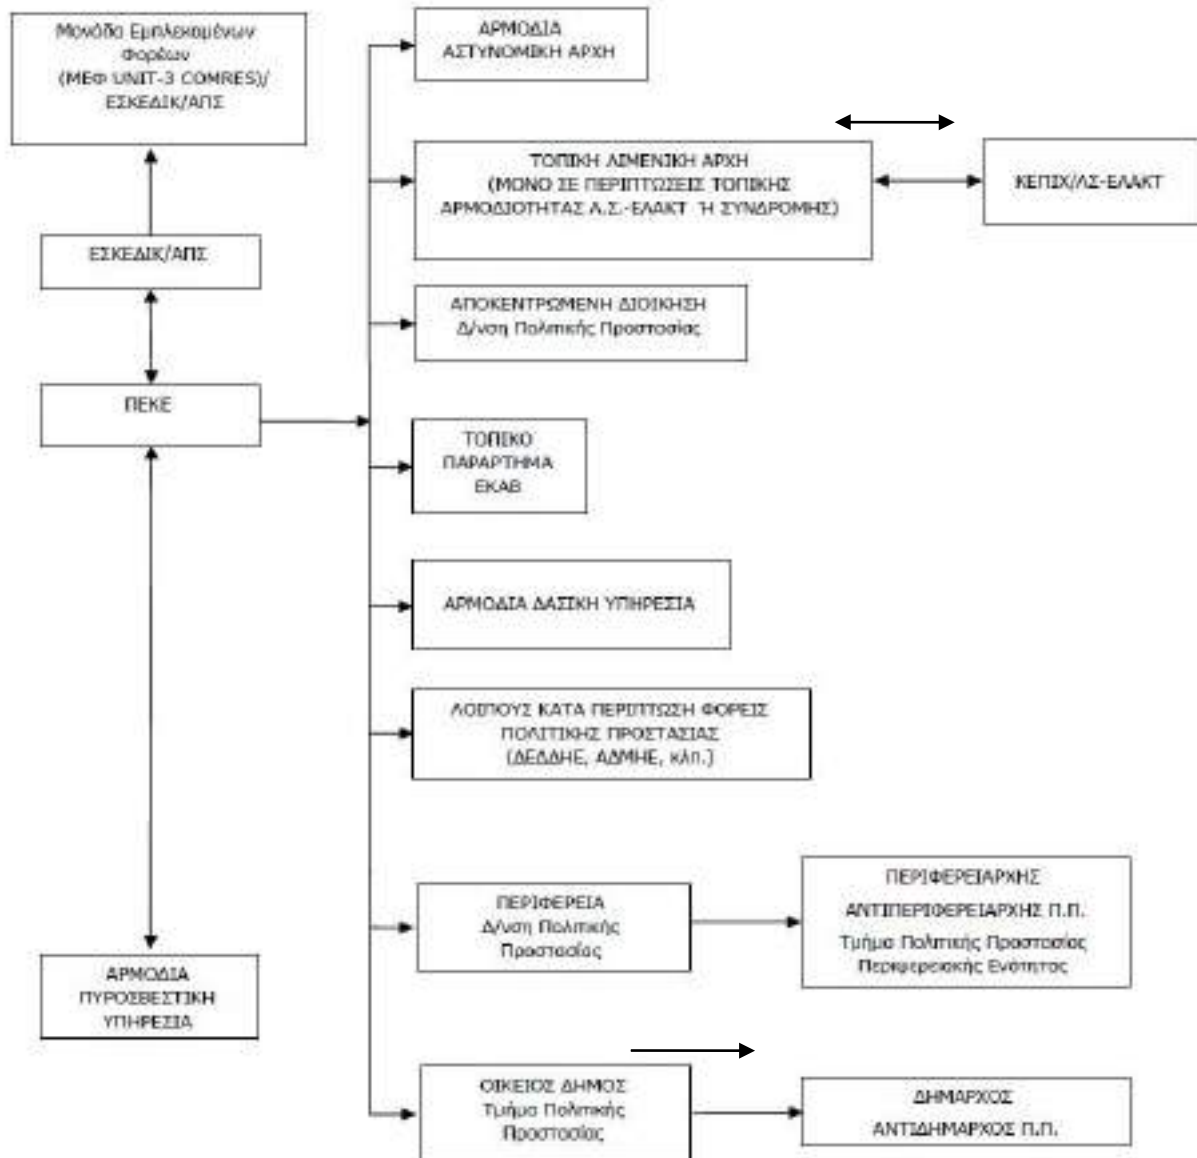 Μονάδα Εμπλεκομένων
Φορέων
(ΜΕΦ UNIT-3 COMRES)/
ΕΣΚΕΔΙΚ/ΑΠΣ
ΕΣΚΕΔΙΚ/ΑΠΣ
ΠΕΚΕ
ΑΡΜΟΔΙΑ
ΠΥΡΟΣΒΕΣΤΙΚΗ
ΥΠΗΡΕΣΙΑ
ΑΡΜΟΔΙΑ
ΑΣΤΥΝΟΜΙΚΗ ΑΡΧΗ
ΤΟΠΙΚΗ ΛΙΜΕΝΙΚΗ ΑΡΧΗ
(ΜΟΝΟ ΣΕ ΠΕΡΙΠΤΩΣΕΙΣ ΤΟΠΙΚΗΣ
ΑΡΜΟΔΙΟΤΗΤΑΣ Λ.Σ.-ΕΛΑΚΤ Ή ΣΥΝΔΡΟΜΗΣ)
ΚΕΠΙΧ/ΛΣ-ΕΛΑΚΤ
ΑΠΟΚΕΝΤΡΩΜΕΝΗ ΔΙΟΙΚΗΣΗ
Δ/νση Πολιτικής Προστασίας
ΤΟΠΙΚΟ
ΠΑΡΑΡΤΗΜΑ
ΕΚΑΒ
ΑΡΜΟΔΙΑ ΔΑΣΙΚΗ ΥΠΗΡΕΣΙΑ
ΛΟΙΠΟΥΣ ΚΑΤΑ ΠΕΡΙΠΤΩΣΗ ΦΟΡΕΙΣ
ΠΟΛΙΤΙΚΗΣ ΠΡΟΣΤΑΣΙΑΣ
(ΔΕΔΔΗΕ, ΑΔΜΗΕ, κλπ.)
ΠΕΡΙΦΕΡΕΙΑ
Δ/νση Πολιτικής
Προστασίας
ΠΕΡΙΦΕΡΕΙΑΡΧΗΣ
ΑΝΤΙΠΕΡΙΦΕΡΕΙΑΡΧΗΣ Π.Π.
Τμήμα Πολιτικής Προστασίας
Περιφερειακής Ενότητας
ΟΙΚΕΙΟΣ ΔΗΜΟΣ
Τμήμα Πολιτικής
Προστασίας
ΔΗΜΑΡΧΟΣ
ΑΝΤΙΔΗΜΑΡΧΟΣ Π.Π.